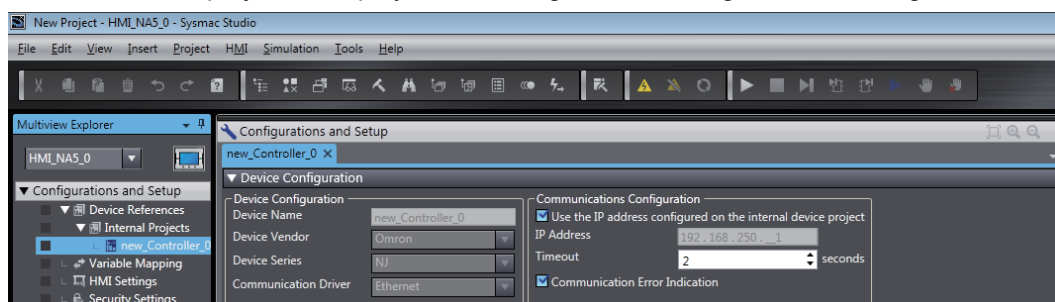 New Project - HMI_NA5_0 - Sysmac Studio
File Edit View Insert Project HMI Simulation Tools Help
Multiview Explorer
HMI_NA5_0
Configurations and Setup
Device References
Internal Projects
new_Controller_0
Variable Mapping
HMI Settings
Security Settings
Configurations and Setup
new_Controller_0
Device Configuration
Device Configuration
Device Name new_Controller_0
Device Vendor Omron
Device Series NJ
Communication Driver Ethernet
Communications Configuration
Use the IP address configured on the internal device project
IP Address 192.168.250.__1
Timeout 2 seconds
Communication Error Indication